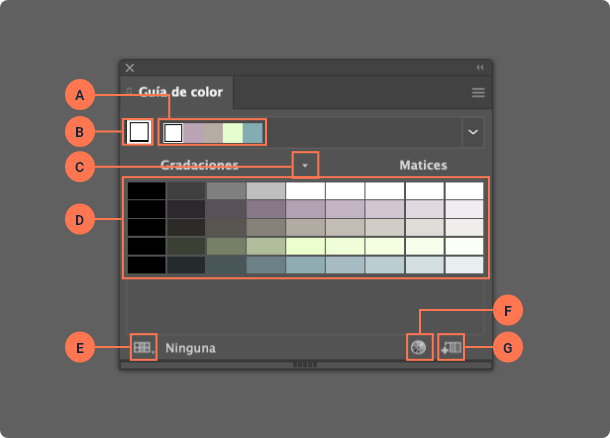 A
Guía de color
B
C
Gradaciones
Matices
D
F
E
Ninguna
G